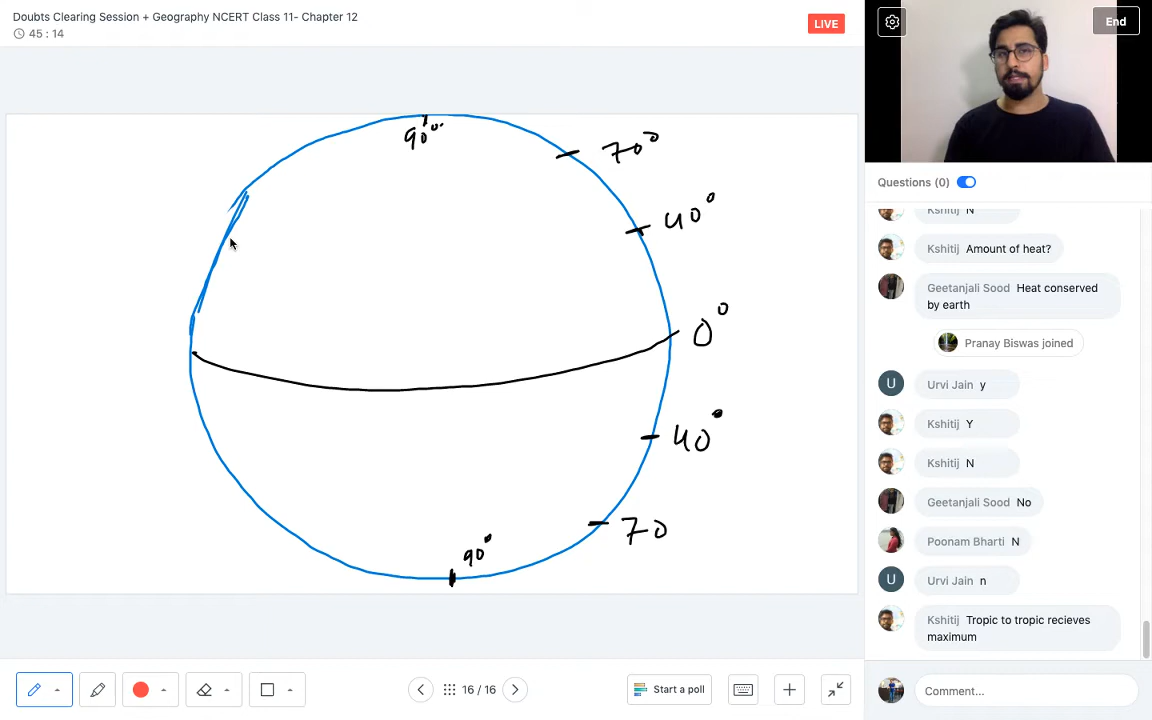 Doubts Clearing Session + Geography NCERT Class 11- Chapter 12
45 : 14
LIVE
End
90°
70°
40°
0°
40°
70
90°
Questions (0)
Kshitij N
Kshitij Amount of heat?
Geetanjali Sood Heat conserved
by earth
Pranay Biswas joined
U
Urvi Jain y
Kshitij Y
Kshitij N
Geetanjali Sood No
Poonam Bharti N
U
Urvi Jain n
Kshitij Tropic to tropic recieves
maximum
16 / 16
Start a poll
Comment...